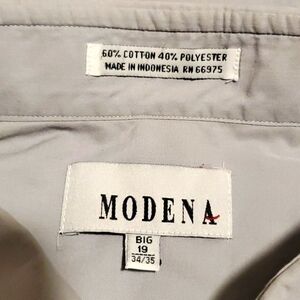 60% COTTON 40% POLYESTER
MADE IN INDONESIA RN 66975
MODENA
BIG
19
34/35